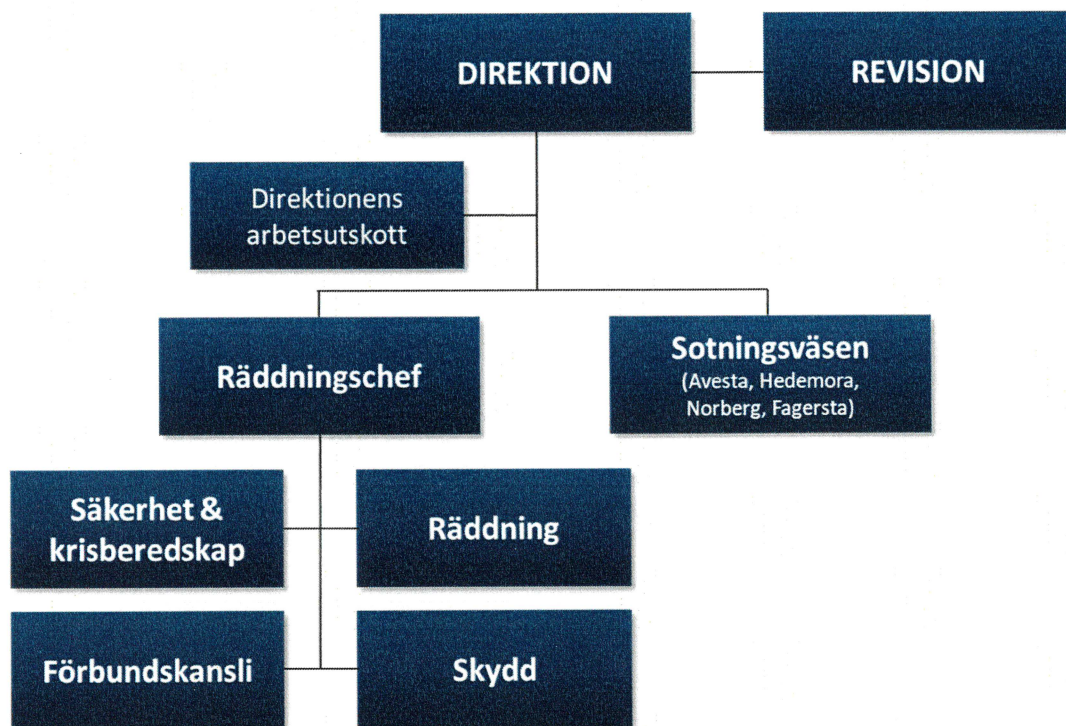 DIREKTION
REVISION
Direktionens
arbetsutskott
Räddningschef
Sotningsväsen
(Avesta, Hedemora,
Norberg, Fagersta)
Säkerhet &
krisberedskap
Räddning
Förbundskansli
Skydd